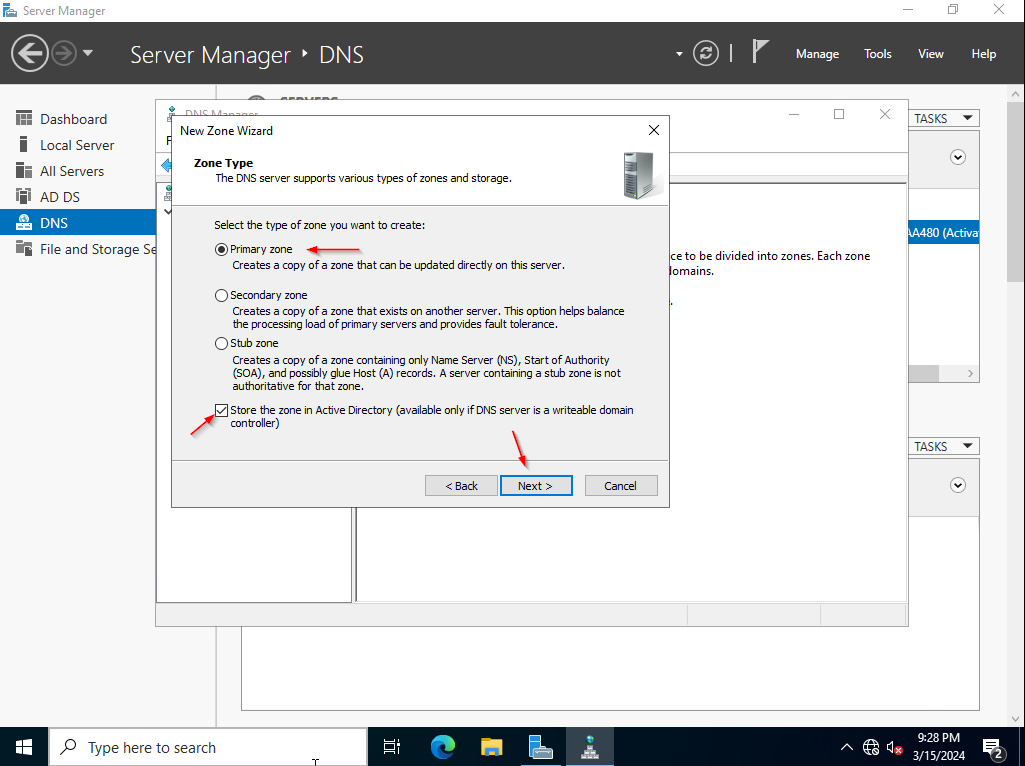 Server Manager
Server Manager DNS
Manage Tools View Help
Dashboard
Local Server
All Servers
AD DS
DNS
File and Storage Se
SERVERS
TASKS
DNS Manager
New Zone Wizard
Zone Type
The DNS server supports various types of zones and storage.
Select the type of zone you want to create:
Primary zone
Creates a copy of a zone that can be updated directly on this server.
Secondary zone
Creates a copy of a zone that exists on another server. This option helps balance
the processing load of primary servers and provides fault tolerance.
Stub zone
Creates a copy of a zone containing only Name Server (NS), Start of Authority
(SOA), and possibly glue Host (A) records. A server containing a stub zone is not
authoritative for that zone.
Store the zone in Active Directory (available only if DNS server is a writeable domain
controller)
< Back Next > Cancel
ce to be divided into zones. Each zone
domains.
AA480 (Activa
TASKS
Type here to search
9:28 PM
3/15/2024
2